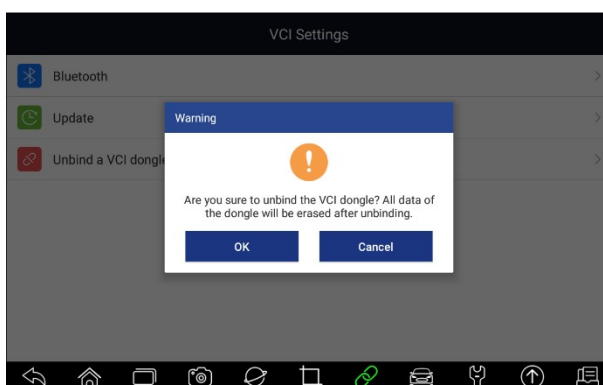 VCI Settings
Bluetooth
Update
Unbind a VCI dongle
Warning
Are you sure to unbind the VCI dongle? All data of
the dongle will be erased after unbinding.
OK
Cancel